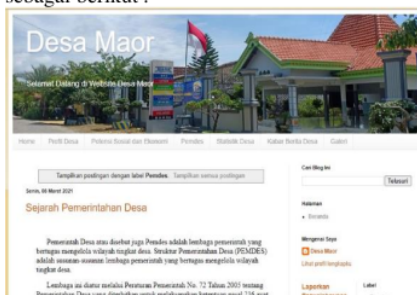 sebagai berikut :
Desa Maor
Selamat Datang di Website Desa Maor
Home Profil Desa Potensi Sosial dan Ekonomi Pemdes Statistik Desa Kabar Berita Desa Galeri
Tampilkan postingan dengan label Pemdes. Tampilkan semua postingan
Senin, 08 Maret 2021
Sejarah Pemerintahan Desa
Pemerintah Desa atau disebut juga Pemdes adalah lembaga pemerintah yang
bertugas mengelola wilayah tingkat desa. Struktur Pemerintahan Desa (PEMDES)
adalah susunan-susunan lembaga pemerintah yang bertugas mengelola wilayah
tingkat desa.
Lembaga ini diatur melalui Peraturan Pemerintah No. 72 Tahun 2005 tentang
Cari Blog Ini
Telusuri
Halaman
Beranda
Mengenai Saya
Desa Maor
Lihat profil lengkapku
Laporkan
Label